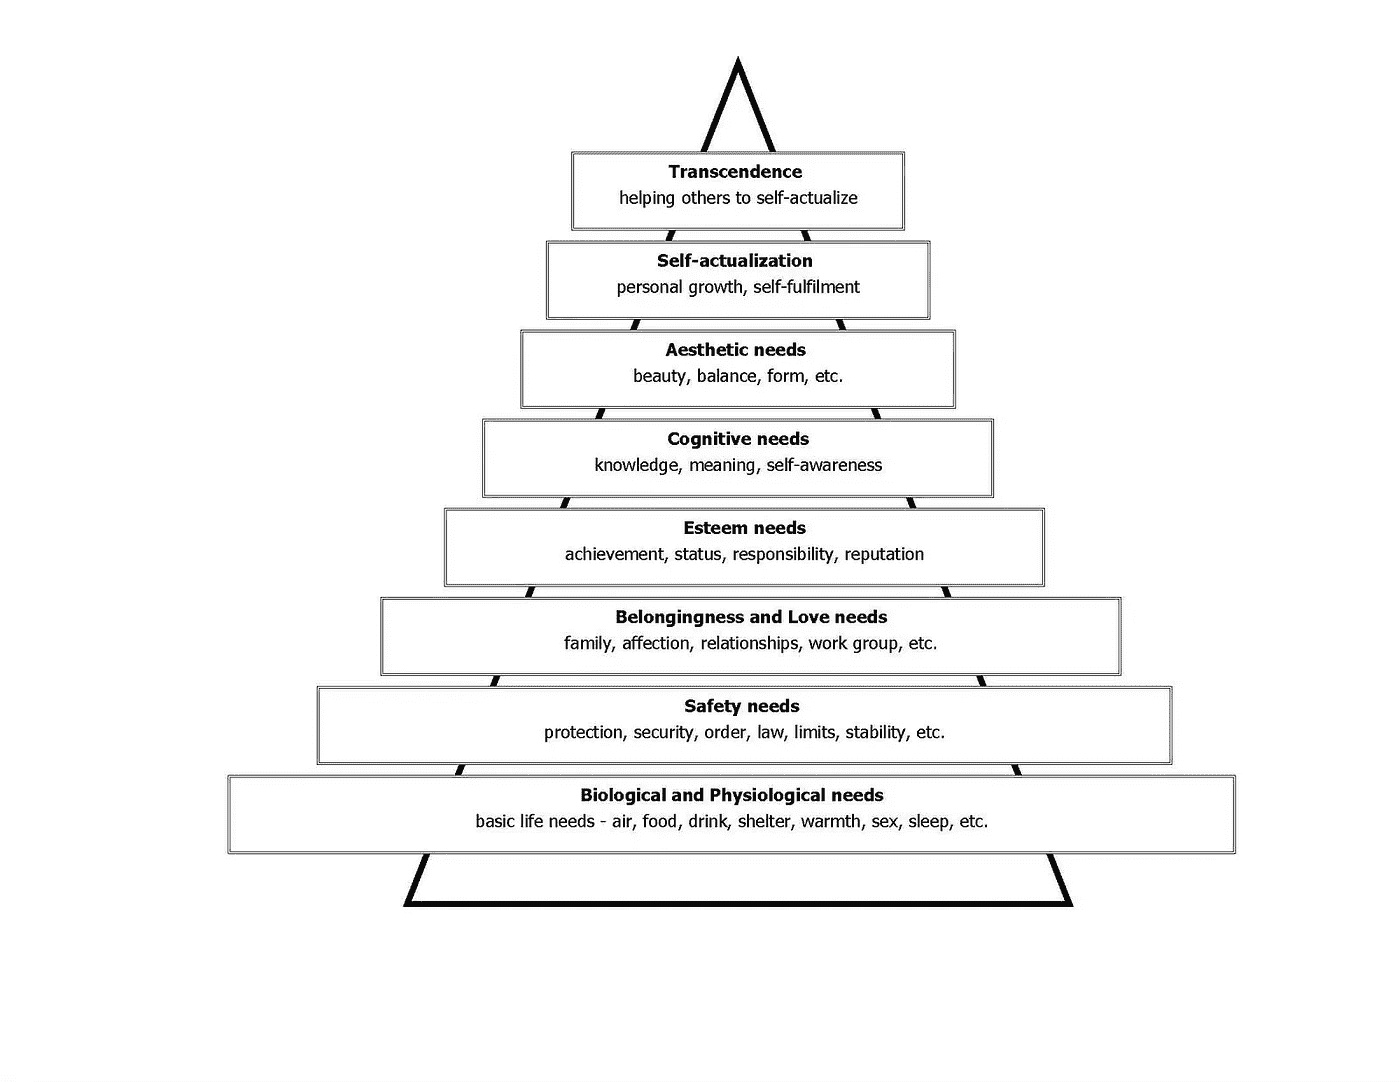 Transcendence
helping others to self-actualize
Self-actualization
personal growth, self-fulfilment
Aesthetic needs
beauty, balance, form, etc.
Cognitive needs
knowledge, meaning, self-awareness
Esteem needs
achievement, status, responsibility, reputation
Belongingness and Love needs
family, affection, relationships, work group, etc.
Safety needs
protection, security, order, law, limits, stability, etc.
Biological and Physiological needs
basic life needs - air, food, drink, shelter, warmth, sex, sleep, etc.